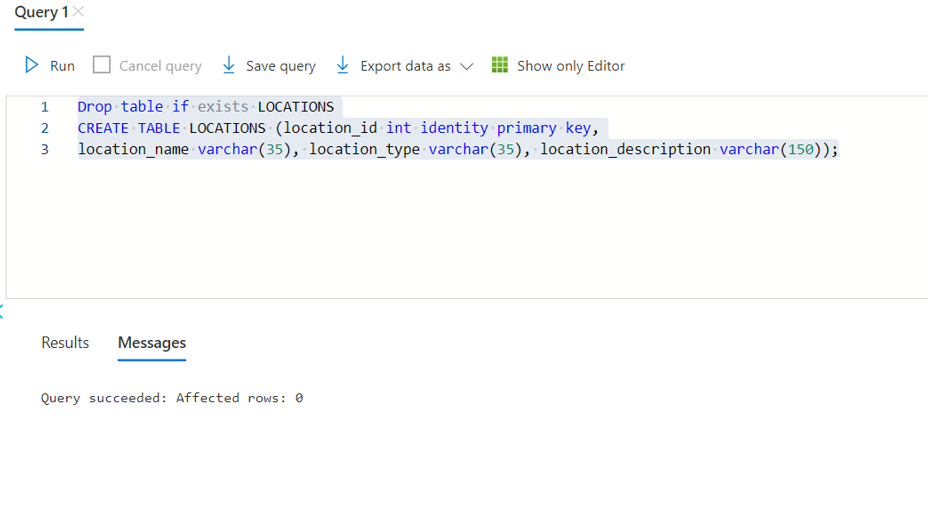 Query 1
Run Cancel query Save query Export data as Show only Editor
1 Drop table if exists LOCATIONS
2 CREATE TABLE LOCATIONS (location_id int identity primary key,
3 location_name varchar(35), location_type varchar(35), location_description varchar(150));
Results Messages
Query succeeded: Affected rows: 0